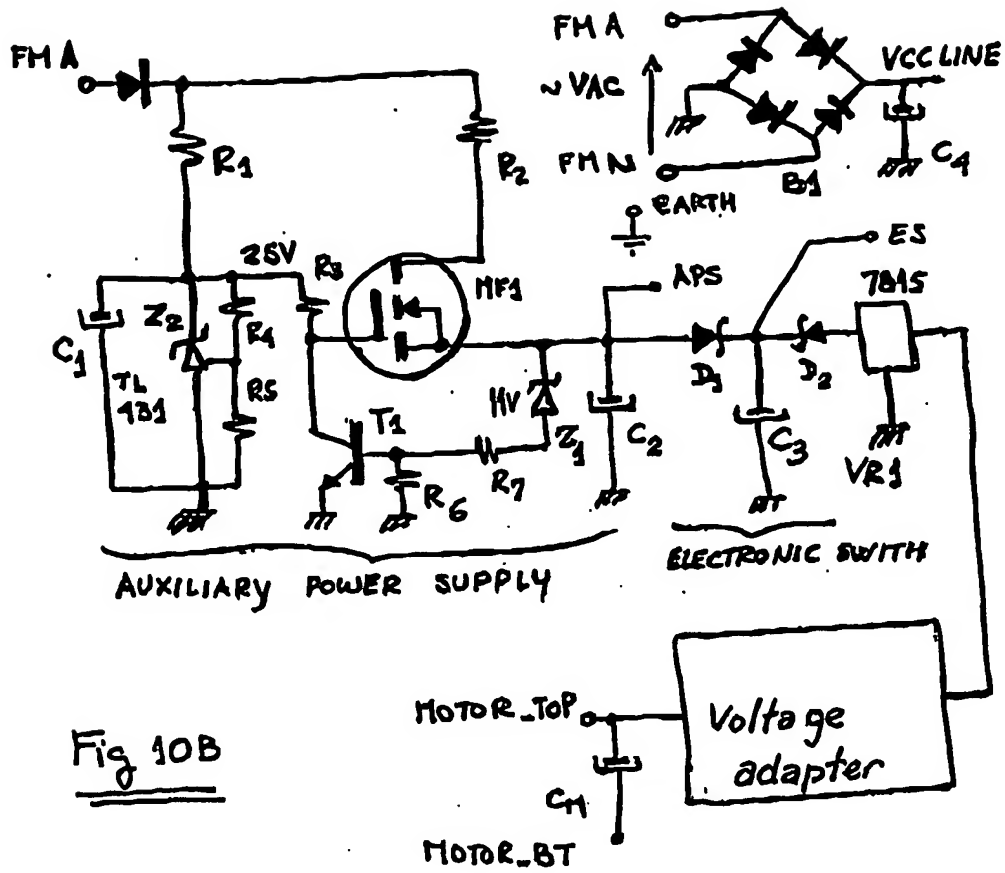 FM A
R1
R2
FM A
~ VAC
FM N
B1
VCC LINE
C4
EARTH
25V
R3
MF1
APS
ES
7815
C1
Z2
TL
431
R4
R5
T1
R6
R7
HV
Z1
C2
D1
D2
C3
VR1
AUXILIARY POWER SUPPLY
ELECTRONIC SWITH
MOTOR_TOP
CM
MOTOR_BT
Voltage
adapter
Fig 10B